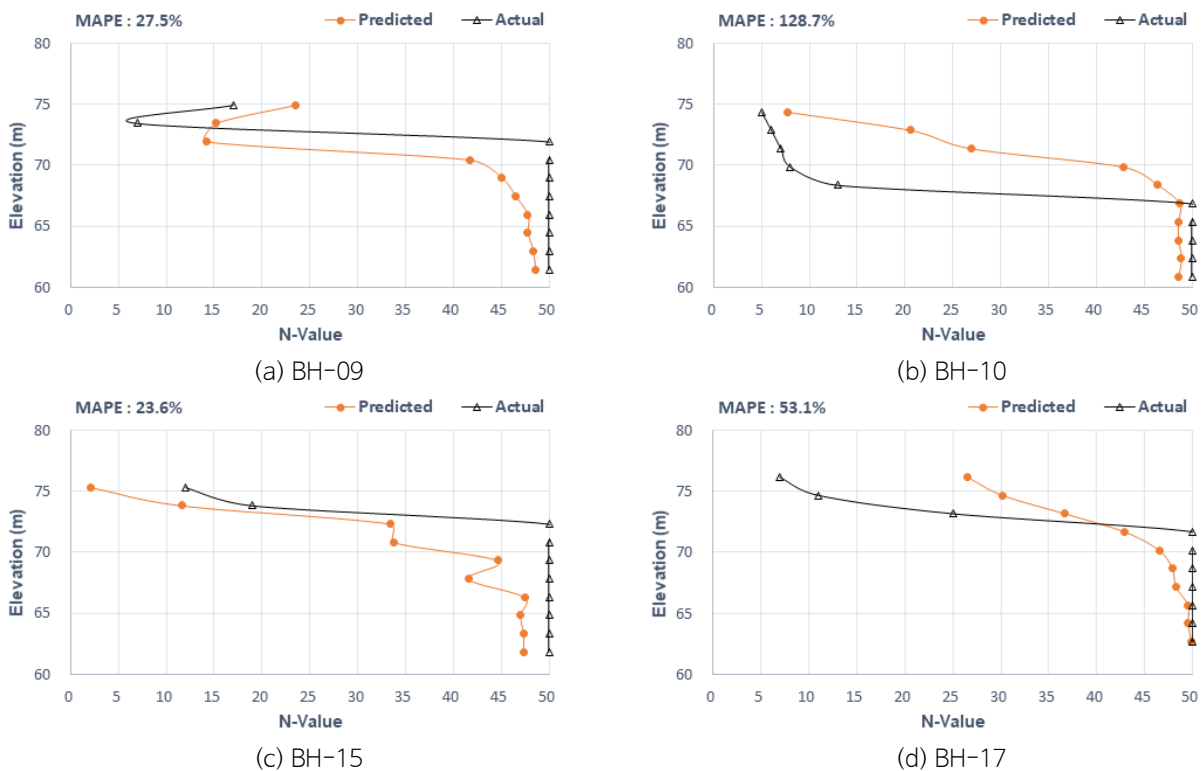 MAPE : 27.5% Predicted Actual
80
75
70
65
60
Elevation (m)
0 5 10 15 20 25 30 35 40 45 50
N-Value
(a) BH-09
MAPE : 128.7% Predicted Actual
80
75
70
65
60
Elevation (m)
0 5 10 15 20 25 30 35 40 45 50
N-Value
(b) BH-10
MAPE : 23.6% Predicted Actual
80
75
70
65
60
Elevation (m)
0 5 10 15 20 25 30 35 40 45 50
N-Value
(c) BH-15
MAPE : 53.1% Predicted Actual
80
75
70
65
60
Elevation (m)
0 5 10 15 20 25 30 35 40 45 50
N-Value
(d) BH-17